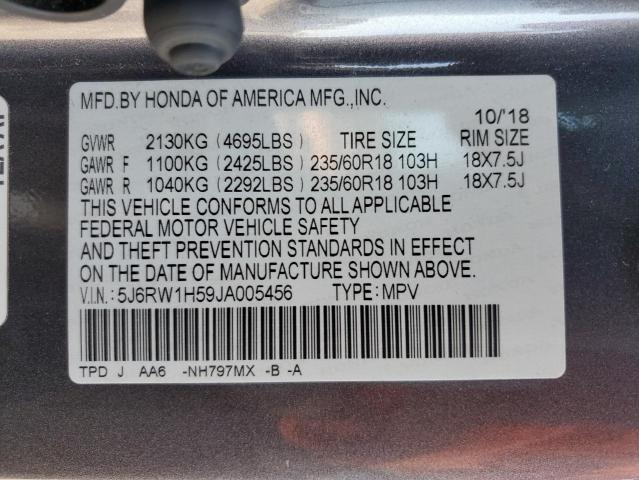 MFD.BY HONDA OF AMERICA MFG.,INC.
10/'18
GVWR 2130KG (4695LBS) TIRE SIZE RIM SIZE
GAWR F 1100KG (2425LBS) 235/60R18 103H 18X7.5J
GAWR R 1040KG (2292LBS) 235/60R18 103H 18X7.5J
THIS VEHICLE CONFORMS TO ALL APPLICABLE
FEDERAL MOTOR VEHICLE SAFETY
AND THEFT PREVENTION STANDARDS IN EFFECT
ON THE DATE OF MANUFACTURE SHOWN ABOVE.
V.I.N.: 5J6RW1H59JA005456 TYPE:MPV
TPD J AA6 -NH797MX -B -A